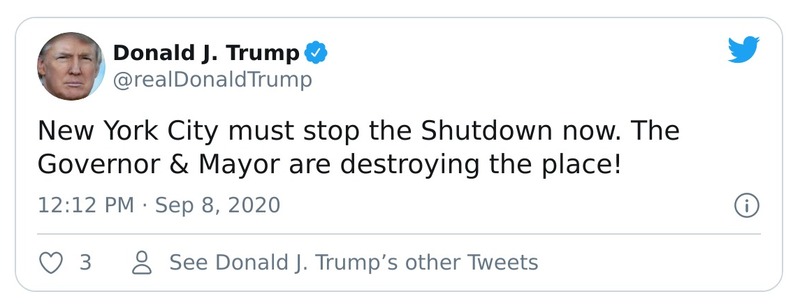 Donald J. Trump
@realDonaldTrump
New York City must stop the Shutdown now. The
Governor & Mayor are destroying the place!
12:12 PM · Sep 8, 2020
3
See Donald J. Trump’s other Tweets